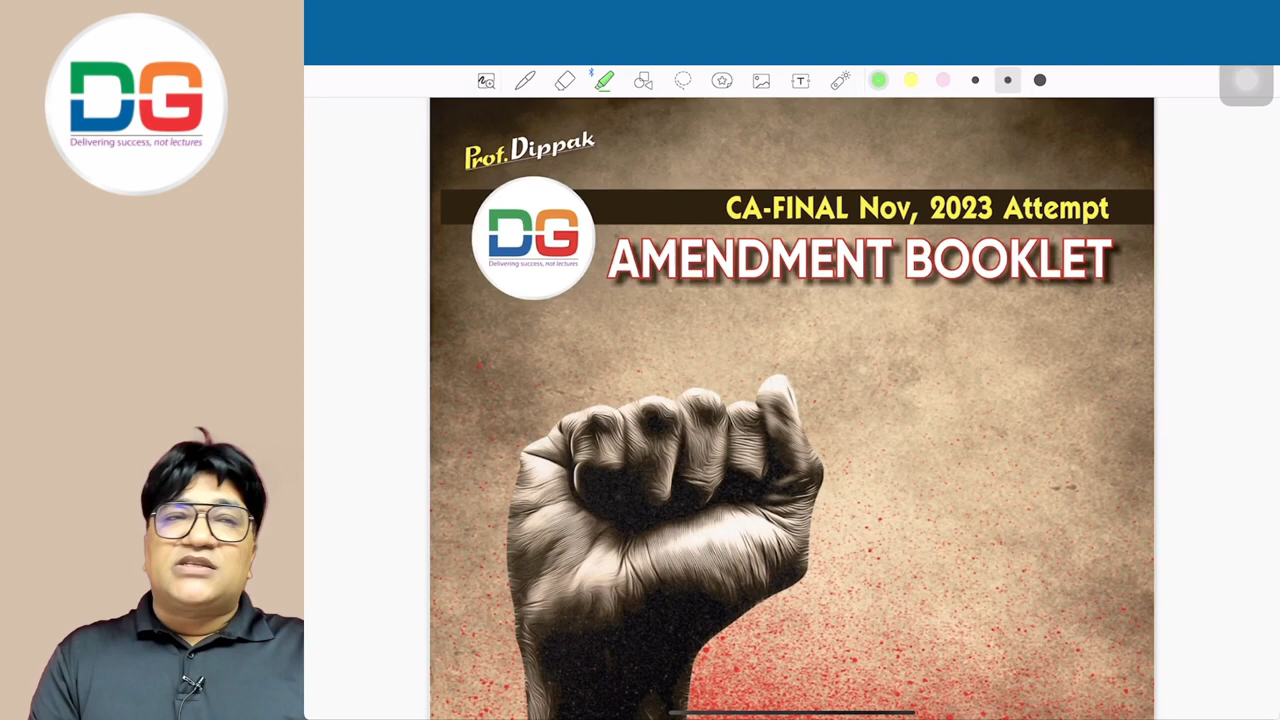 DG
Delivering success, not lectures
T
Prof. Dippak
CA-FINAL Nov, 2023 Attempt
DG
Delivering success, not lectures
AMENDMENT BOOKLET